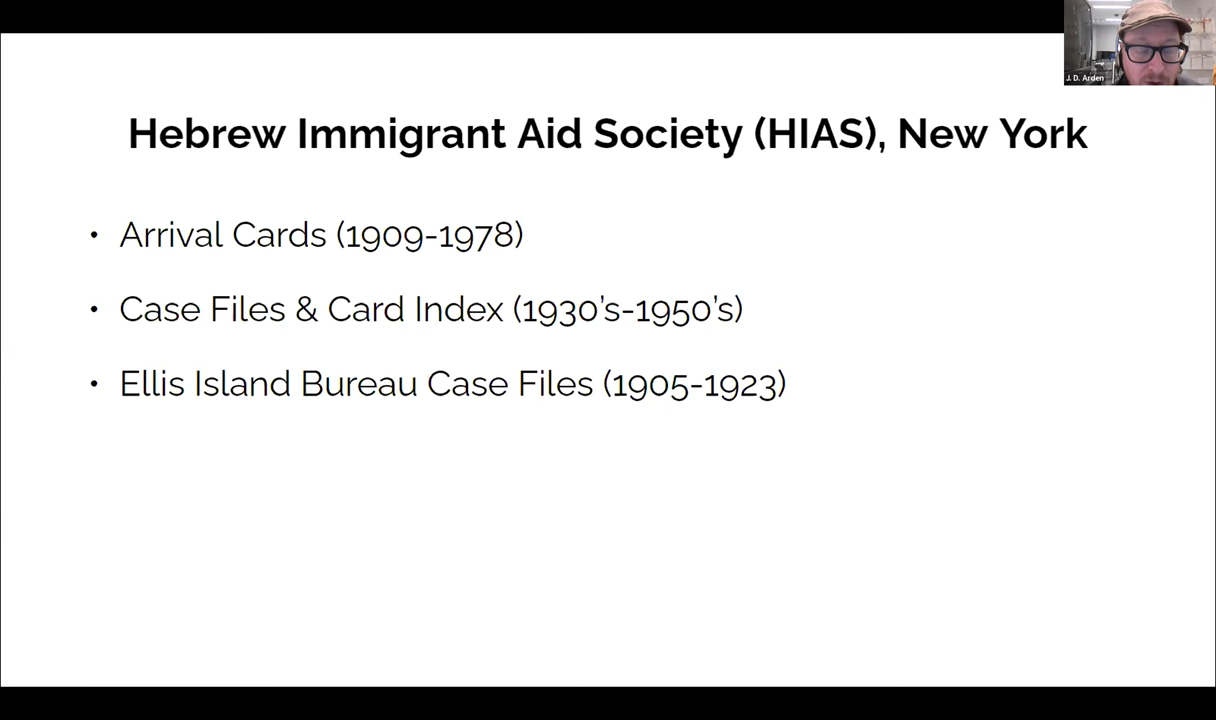 J. D. Arden
Hebrew Immigrant Aid Society (HIAS), New York
• Arrival Cards (1909-1978)
• Case Files & Card Index (1930’s-1950’s)
• Ellis Island Bureau Case Files (1905-1923)